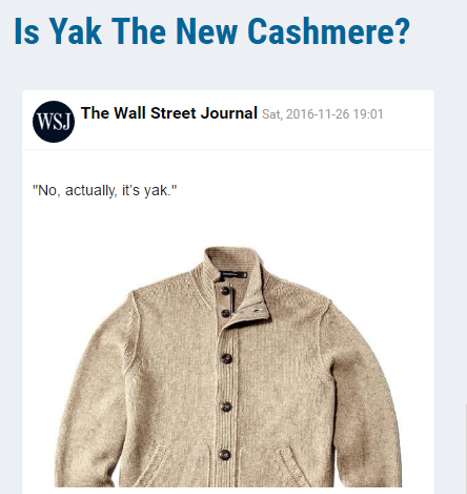 Is Yak The New Cashmere?
WSJ
The Wall Street Journal Sat, 2016-11-26 19:01
"No, actually, it's yak."